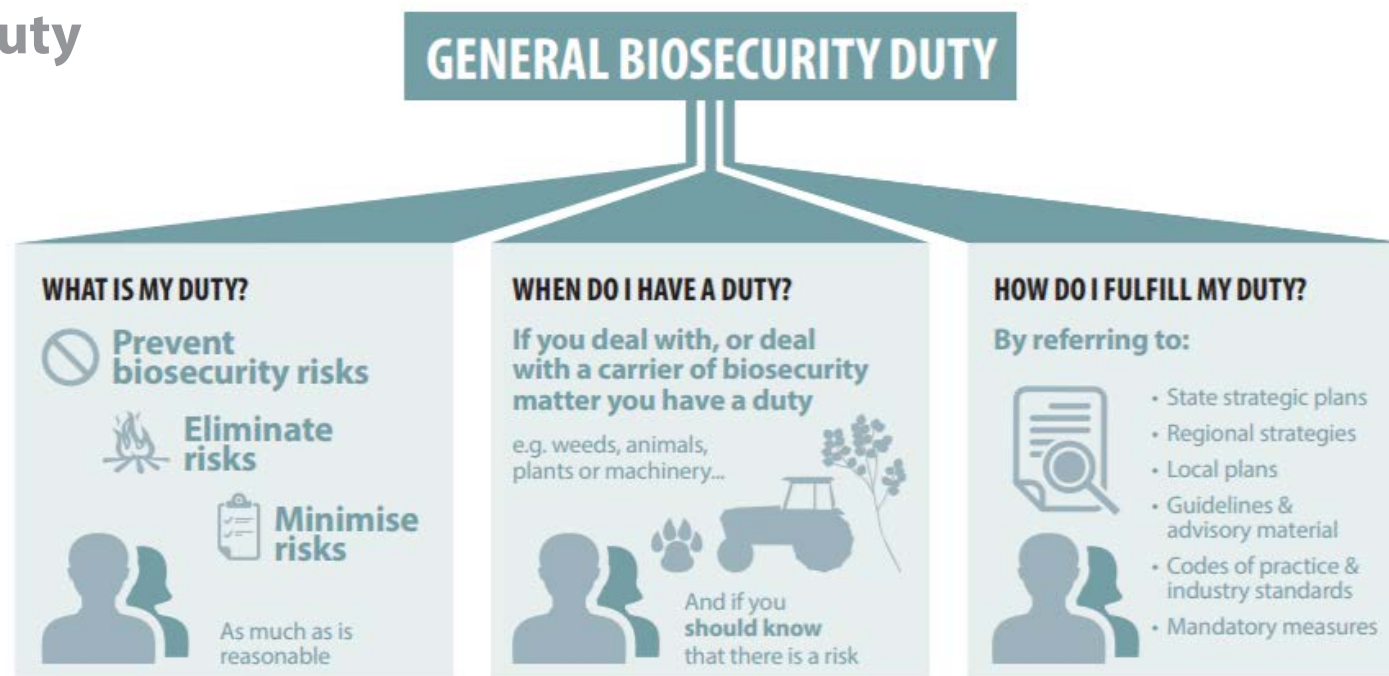 uty
GENERAL BIOSECURITY DUTY
WHAT IS MY DUTY?
Prevent
biosecurity risks
Eliminate
risks
Minimise
risks
As much as is
reasonable
WHEN DO I HAVE A DUTY?
If you deal with, or deal
with a carrier of biosecurity
matter you have a duty
e.g. weeds, animals,
plants or machinery...
And if you
should know
that there is a risk
HOW DO I FULFILL MY DUTY?
By referring to:
• State strategic plans
• Regional strategies
• Local plans
• Guidelines &
advisory material
• Codes of practice &
industry standards
• Mandatory measures